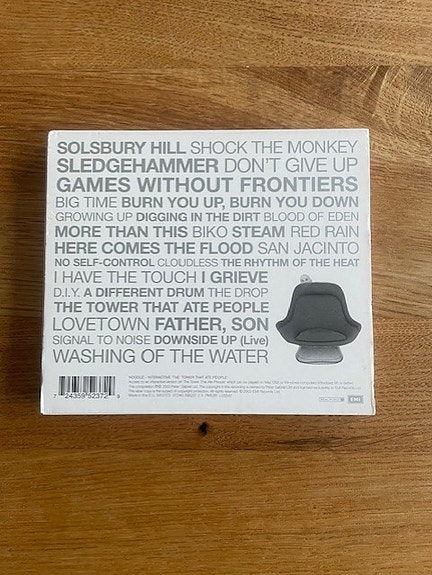 SOLSBURY HILL SHOCK THE MONKEY
SLEDGEHAMMER DON'T GIVE UP
GAMES WITHOUT FRONTIERS
BIG TIME BURN YOU UP, BURN YOU DOWN
GROWING UP DIGGING IN THE DIRT BLOOD OF EDEN
MORE THAN THIS BIKO STEAM RED RAIN
HERE COMES THE FLOOD SAN JACINTO
NO SELF-CONTROL CLOUDLESS THE RHYTHM OF THE HEAT
I HAVE THE TOUCH I GRIEVE
D.I.Y. A DIFFERENT DRUM THE DROP
THE TOWER THAT ATE PEOPLE
LOVETOWN FATHER, SON
SIGNAL TO NOISE DOWNSIDE UP (Live)
WASHING OF THE WATER
7 24359 52372 9
EMI